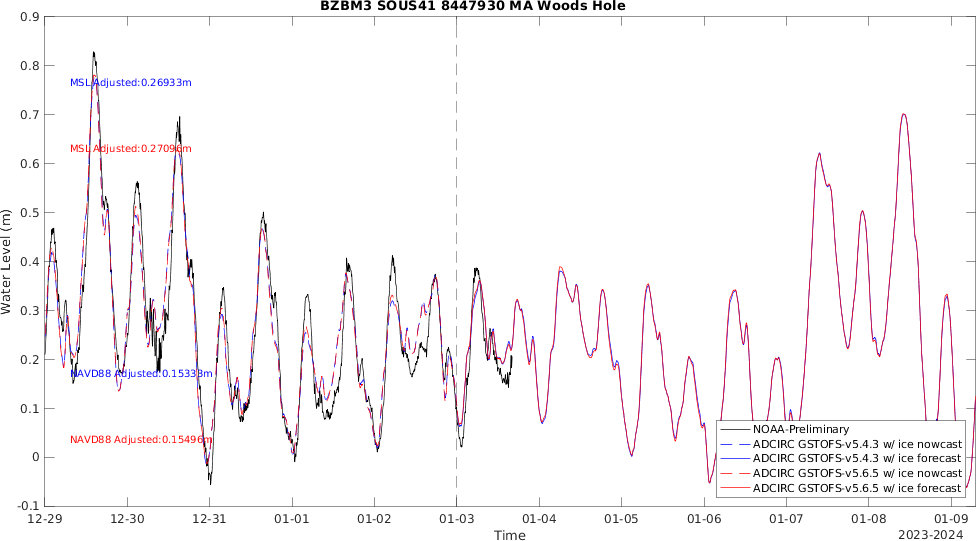 BZBM3 SOUS41 8447930 MA Woods Hole
0.9
0.8
0.7
0.6
0.5
0.4
0.3
0.2
0.1
0
-0.1
Water Level (m)
MSL Adjusted:0.26933m
MSL Adjusted:0.27096m
NAVD88 Adjusted:0.15333m
NAVD88 Adjusted:0.15496m
NOAA-Preliminary
ADCIRC GSTOFS-v5.4.3 w/ ice nowcast
ADCIRC GSTOFS-v5.4.3 w/ ice forecast
ADCIRC GSTOFS-v5.6.5 w/ ice nowcast
ADCIRC GSTOFS-v5.6.5 w/ ice forecast
12-29 12-30 12-31 01-01 01-02 01-03 01-04 01-05 01-06 01-07 01-08 01-09
Time
2023-2024